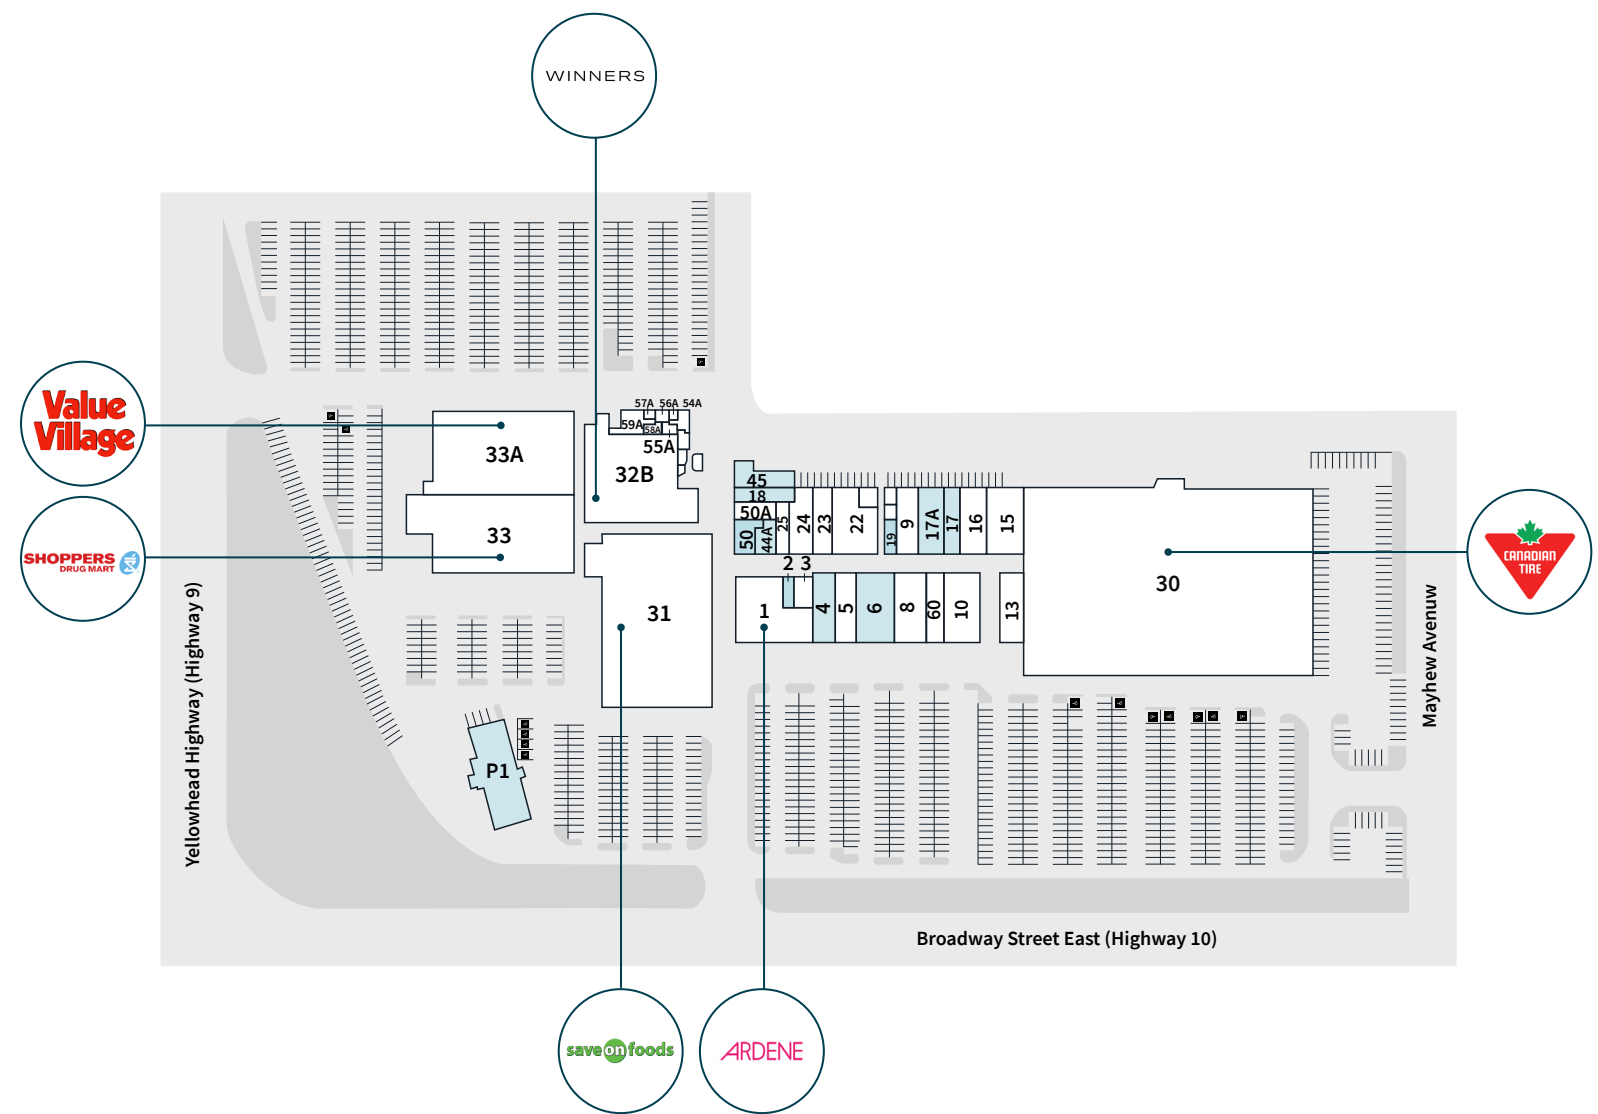 WINNERS
Value
Village
57A 56A 54A
59A 58A
55A
33A
32B
45
18
50A
25
24
23
22
50
44A
19
9
17A
17
16
15
33
SHOPPERS
DRUG MART
CANADIAN
TIRE
30
2 3
31
1
4
5
6
8
60
10
13
Yellowhead Highway (Highway 9)
Mayhew Avenuw
P1
Broadway Street East (Highway 10)
save on foods
ARDENE